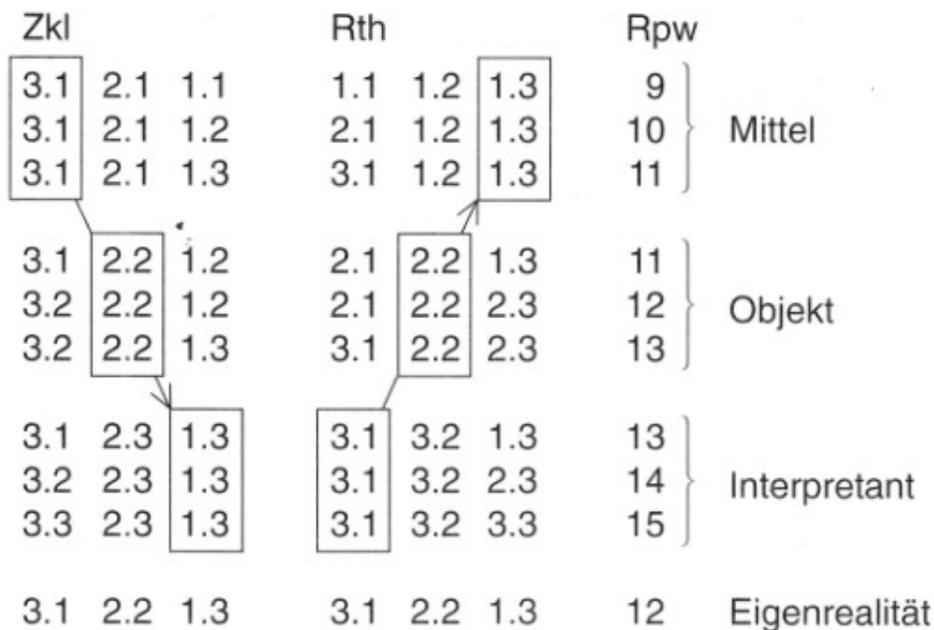 Zkl Rth Rpw
3.1 2.1 1.1 1.1 1.2 1.3 9
3.1 2.1 1.2 2.1 1.2 1.3 10 Mittel
3.1 2.1 1.3 3.1 1.2 1.3 11
3.1 2.2 1.2 2.1 2.2 1.3 11
3.2 2.2 1.2 2.1 2.2 2.3 12 Objekt
3.2 2.2 1.3 3.1 2.2 2.3 13
3.1 2.3 1.3 3.1 3.2 1.3 13
3.2 2.3 1.3 3.1 3.2 2.3 14 Interpretant
3.3 2.3 1.3 3.1 3.2 3.3 15
3.1 2.2 1.3 3.1 2.2 1.3 12 Eigenrealität